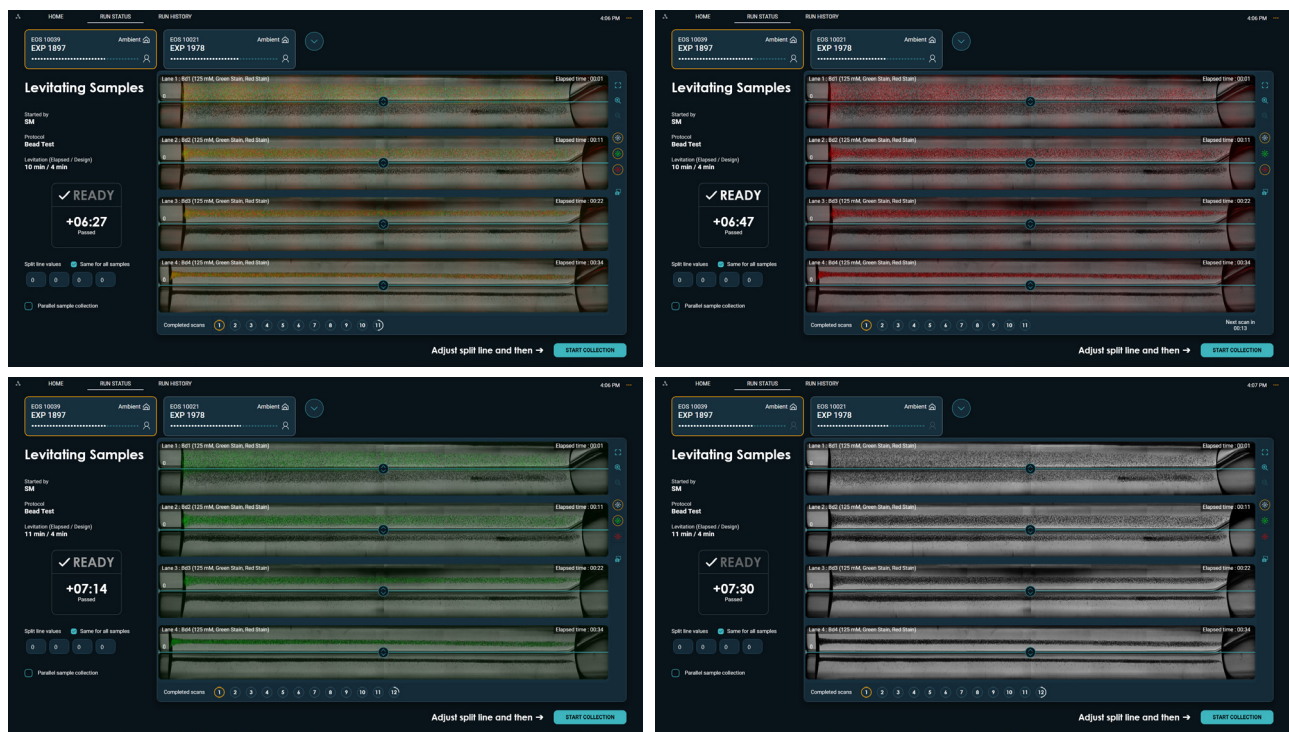 HOME RUN STATUS RUN HISTORY 4:06 PM
EOS 10039 Ambient
EXP 1897
EOS 10021 Ambient
EXP 1978
Levitating Samples
Started by
SM
Protocol
Bead Test
Levitation (Elapsed / Design)
10 min / 4 min
READY
+06:27
Passed
Split line values Same for all samples
0 0 0 0
Parallel sample collection
Lane 1 : Bd1 (125 mM, Green Stain, Red Stain) Elapsed time : 00:01
0
Lane 2 : Bd2 (125 mM, Green Stain, Red Stain) Elapsed time : 00:11
0
Lane 3 : Bd3 (125 mM, Green Stain, Red Stain) Elapsed time : 00:22
0
Lane 4 : Bd4 (125 mM, Green Stain, Red Stain) Elapsed time : 00:34
0
Completed scans 1 2 3 4 5 6 7 8 9 10 11
Adjust split line and then → START COLLECTION
HOME RUN STATUS RUN HISTORY 4:06 PM
EOS 10039 Ambient
EXP 1897
EOS 10021 Ambient
EXP 1978
Levitating Samples
Started by
SM
Protocol
Bead Test
Levitation (Elapsed / Design)
10 min / 4 min
READY
+06:47
Passed
Split line values Same for all samples
0 0 0 0
Parallel sample collection
Lane 1 : Bd1 (125 mM, Green Stain, Red Stain) Elapsed time : 00:01
0
Lane 2 : Bd2 (125 mM, Green Stain, Red Stain) Elapsed time : 00:11
0
Lane 3 : Bd3 (125 mM, Green Stain, Red Stain) Elapsed time : 00:22
0
Lane 4 : Bd4 (125 mM, Green Stain, Red Stain) Elapsed time : 00:34
0
Completed scans 1 2 3 4 5 6 7 8 9 10 11
Next scan in
00:13
Adjust split line and then → START COLLECTION
HOME RUN STATUS RUN HISTORY 4:06 PM
EOS 10039 Ambient
EXP 1897
EOS 10021 Ambient
EXP 1978
Levitating Samples
Started by
SM
Protocol
Bead Test
Levitation (Elapsed / Design)
11 min / 4 min
READY
+07:14
Passed
Split line values Same for all samples
0 0 0 0
Parallel sample collection
Lane 1 : Bd1 (125 mM, Green Stain, Red Stain) Elapsed time : 00:01
0
Lane 2 : Bd2 (125 mM, Green Stain, Red Stain) Elapsed time : 00:11
0
Lane 3 : Bd3 (125 mM, Green Stain, Red Stain) Elapsed time : 00:22
0
Lane 4 : Bd4 (125 mM, Green Stain, Red Stain) Elapsed time : 00:34
0
Completed scans 1 2 3 4 5 6 7 8 9 10 11 12
Adjust split line and then → START COLLECTION
HOME RUN STATUS RUN HISTORY 4:07 PM
EOS 10039 Ambient
EXP 1897
EOS 10021 Ambient
EXP 1978
Levitating Samples
Started by
SM
Protocol
Bead Test
Levitation (Elapsed / Design)
11 min / 4 min
READY
+07:30
Passed
Split line values Same for all samples
0 0 0 0
Parallel sample collection
Lane 1 : Bd1 (125 mM, Green Stain, Red Stain) Elapsed time : 00:01
0
Lane 2 : Bd2 (125 mM, Green Stain, Red Stain) Elapsed time : 00:11
0
Lane 3 : Bd3 (125 mM, Green Stain, Red Stain) Elapsed time : 00:22
0
Lane 4 : Bd4 (125 mM, Green Stain, Red Stain) Elapsed time : 00:34
0
Completed scans 1 2 3 4 5 6 7 8 9 10 11 12
Adjust split line and then → START COLLECTION